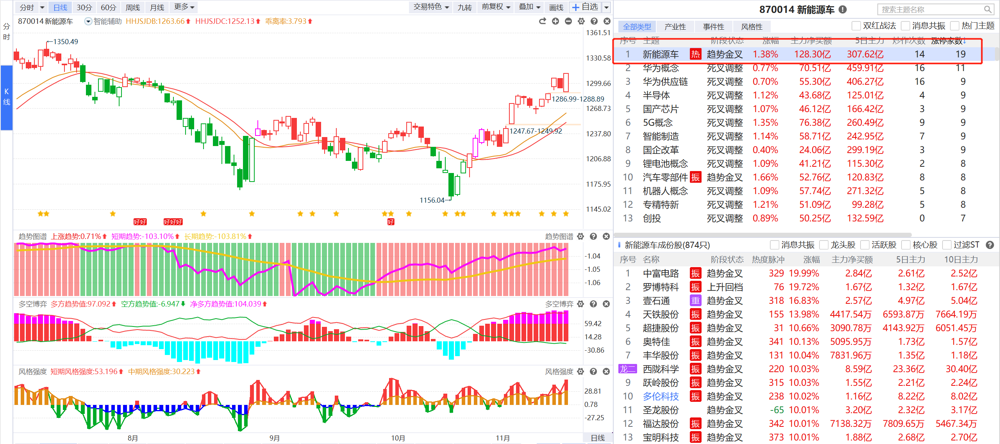 分时 日线 30分 60分 周线 月线 更多 交易特色 九转 前复权 叠加 画线 自选
分时
K线
870014 新能源车 智能辅助 HHJSJDB:1263.66 HHJSJDC:1252.13 乖离率:3.793
1361.51
←1350.49
1330.58
1299.66
1286.99-1288.89
1268.73
1247.67-1249.92
1237.80
1206.88
1175.95
1156.04→
1145.02
好好 好好好 好
趋势图谱 上涨趋势:0.71% 短期趋势:-103.10% 长期趋势:-103.81% 趋势图谱
-1.04
-1.05
-1.06
多空博弈 多方趋势值:97.092 空方趋势值:-6.947 净多方趋势值:104.039 多空博弈
59.42
14.28
-30.86
风格强度 短期风格强度:53.196 中期风格强度:30.223 风格强度
28.81
0.78
-27.25
8月 9月 10月 11月 日线
870014 新能源车 搜索主题名称
全部类型 产业性 事件性 风格性 双红战法 消息共振 热门主题
序号 主题 阶段状态 涨幅 主力净买额 5日主力 炒作次数 涨停家数↓
1 新能源车 热 趋势金叉 1.38% 128.30亿 307.62亿 14 19
2 华为概念 死叉调整 0.77% 70.51亿 459.91亿 16 11
3 华为供应链 死叉调整 0.70% 55.30亿 406.27亿 16 9
4 半导体 死叉调整 1.12% 43.68亿 125.01亿 4 9
5 国产芯片 死叉调整 1.07% 46.12亿 166.42亿 3 9
6 5G概念 死叉调整 1.35% 76.38亿 260.49亿 9 9
7 智能制造 死叉调整 1.14% 58.71亿 242.95亿 7 9
8 国企改革 死叉调整 0.40% 24.06亿 299.19亿 3 9
9 锂电池概念 死叉调整 1.09% 41.21亿 115.30亿 2 8
10 汽车零部件 振 趋势金叉 1.66% 52.76亿 120.83亿 8 8
11 机器人概念 死叉调整 1.09% 57.74亿 271.32亿 5 8
12 专精特新 死叉调整 1.21% 51.09亿 99.28亿 5 8
13 创投 死叉调整 0.89% 50.25亿 132.59亿 0 7
新能源车成份股(874只) 消息共振 龙头股 活跃股 核心股 过滤ST
序号 名称 阶段状态 热度脉冲 涨幅 主力净买额 5日主力 10日主力
1 中富电路 振 趋势金叉 329 19.99% 2.84亿 2.61亿 2.52亿
2 罗博特科 振 上升回档 76 19.72% 1.67亿 1.32亿 1.67亿
3 壹石通 重 趋势金叉 318 16.83% 2.57亿 4.97亿 5.04亿
4 天铁股份 振 趋势金叉 155 13.98% 4417.54万 6593.87万 7664.19万
5 超捷股份 振 趋势金叉 31 10.66% 3090.78万 4143.92万 6051.45万
6 奥特佳 振 趋势金叉 341 10.13% 5095.95万 1.73亿 1.57亿
7 丰华股份 振 趋势金叉 131 10.04% 7831.96万 1.35亿 1.18亿
龙二 西陇科学 振 趋势金叉 220 10.03% 8.59亿 23.36亿 30.40亿
9 跃岭股份 振 趋势金叉 315 10.03% 1.55亿 2.21亿 2.24亿
10 多伦科技 振 趋势金叉 238 10.02% 1.16亿 8.22亿 8.02亿
11 圣龙股份 趋势金叉 -65 10.01% 3.20亿 2.32亿 3.17亿
12 福达股份 振 趋势金叉 342 10.01% 7138.32万 7809.65万 5467.34万
13 宝明科技 振 趋势金叉 373 10.01% 1.88亿 2.68亿 2.70亿